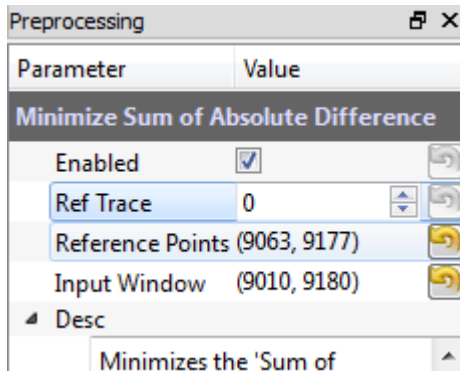 Preprocessing
Parameter Value
Minimize Sum of Absolute Difference
Enabled
Ref Trace 0
Reference Points (9063, 9177)
Input Window (9010, 9180)
Desc
Minimizes the 'Sum of